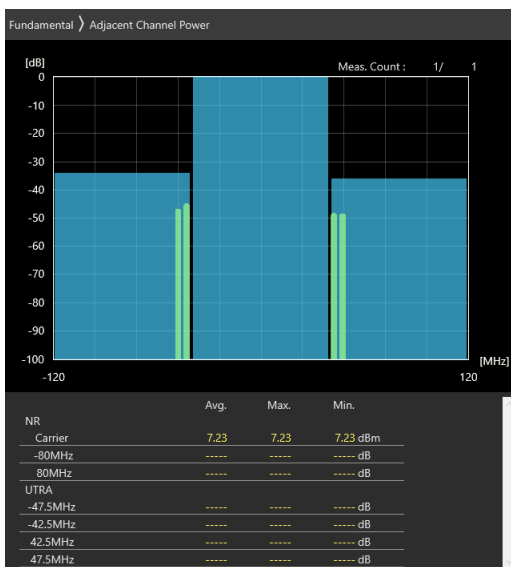 Fundamental 〉 Adjacent Channel Power
[dB]
Meas. Count : 1/ 1
0
-10
-20
-30
-40
-50
-60
-70
-80
-90
-100
[MHz]
-120 120
Avg. Max. Min.
NR
Carrier 7.23 7.23 7.23 dBm
-80MHz ----- ----- ----- dB
80MHz ----- ----- ----- dB
UTRA
-47.5MHz ----- ----- ----- dB
-42.5MHz ----- ----- ----- dB
42.5MHz ----- ----- ----- dB
47.5MHz ----- ----- ----- dB